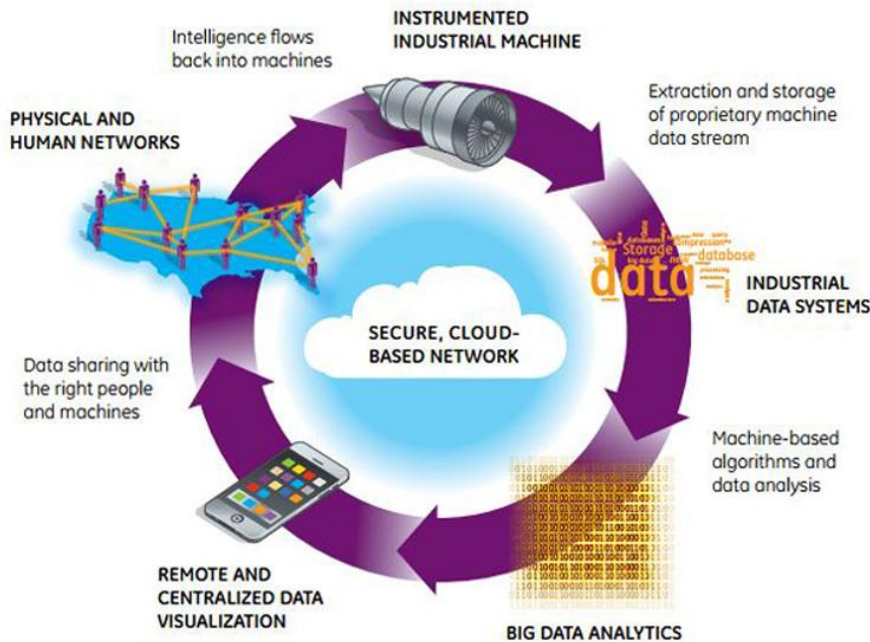 INSTRUMENTED
INDUSTRIAL MACHINE
Intelligence flows
back into machines
Extraction and storage
of proprietary machine
data stream
PHYSICAL AND
HUMAN NETWORKS
Storage
compression
database
data
INDUSTRIAL
DATA SYSTEMS
SECURE, CLOUD-
BASED NETWORK
Data sharing with
the right people
and machines
Machine-based
algorithms and
data analysis
REMOTE AND
CENTRALIZED DATA
VISUALIZATION
BIG DATA ANALYTICS